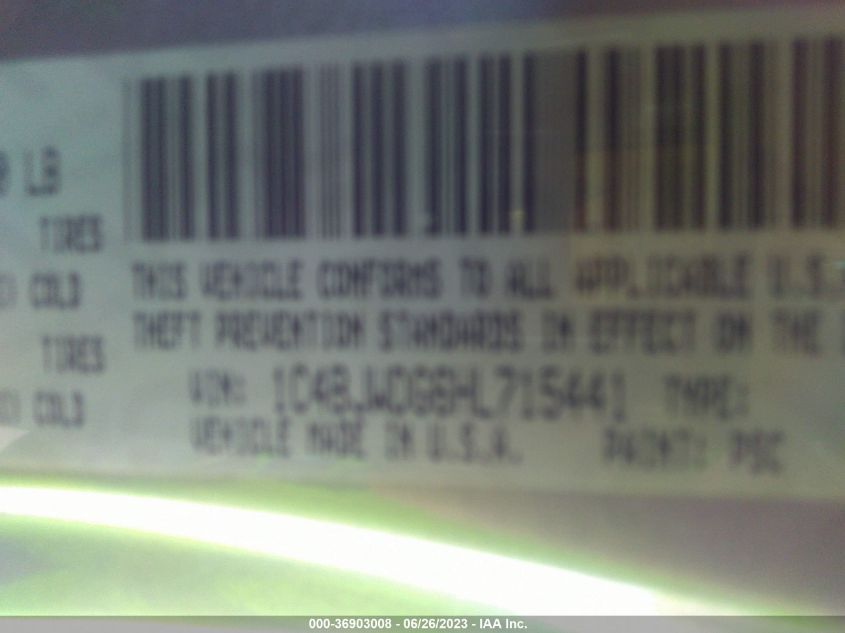 LB
TIRES
COLD
TIRES
COLD
THIS VEHICLE CONFORMS TO ALL APPLICABLE U.S.
THEFT PREVENTION STANDARDS IN EFFECT ON THE
VIN: 1C4BJWDG8HL715441 TYPE:
VEHICLE MADE IN U.S.A. PAINT: PSC
000-36903008 - 06/26/2023 - IAA Inc.